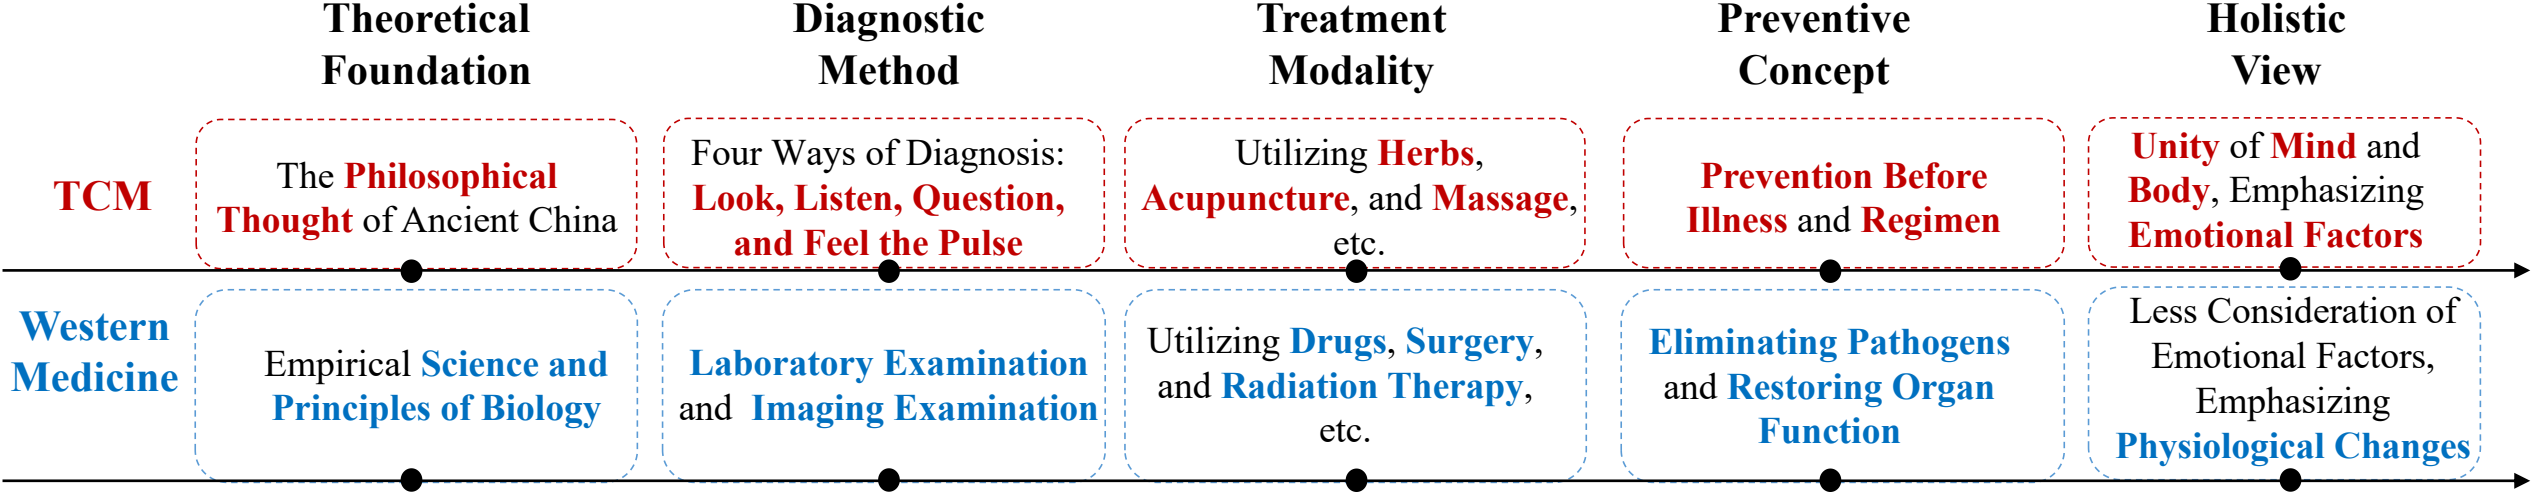 Theoretical
Foundation
Diagnostic
Method
Treatment
Modality
Preventive
Concept
Holistic
View
TCM
The Philosophical
Thought of Ancient China
Four Ways of Diagnosis:
Look, Listen, Question,
and Feel the Pulse
Utilizing Herbs,
Acupuncture, and Massage,
etc.
Prevention Before
Illness and Regimen
Unity of Mind and
Body, Emphasizing
Emotional Factors
Western
Medicine
Empirical Science and
Principles of Biology
Laboratory Examination
and Imaging Examination
Utilizing Drugs, Surgery,
and Radiation Therapy,
etc.
Eliminating Pathogens
and Restoring Organ
Function
Less Consideration of
Emotional Factors,
Emphasizing
Physiological Changes